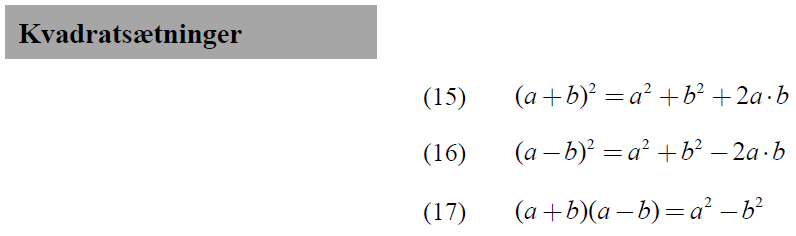 Kvadratsætninger
(15) (a+b)² = a² + b² + 2a·b
(16) (a−b)² = a² + b² − 2a·b
(17) (a+b)(a−b) = a² − b²